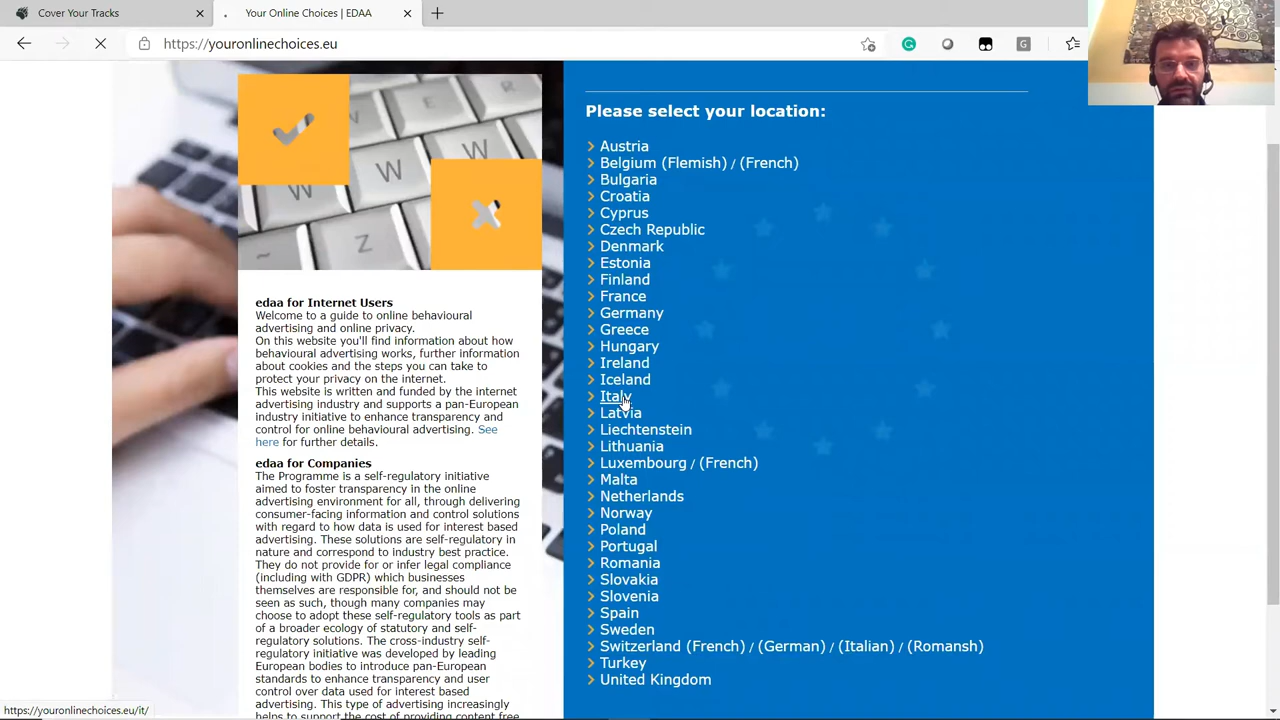 Cover Your Tracks
Your Online Choices | EDAA
https://youronlinechoices.eu
Please select your location:
Austria
Belgium (Flemish) / (French)
Bulgaria
Croatia
Cyprus
Czech Republic
Denmark
Estonia
Finland
France
Germany
Greece
Hungary
Ireland
Iceland
Italy
Latvia
Liechtenstein
Lithuania
Luxembourg / (French)
Malta
Netherlands
Norway
Poland
Portugal
Romania
Slovakia
Slovenia
Spain
Sweden
Switzerland (French) / (German) / (Italian) / (Romansh)
Turkey
United Kingdom
W E R
W W W
Z
edaa for Internet Users
Welcome to a guide to online behavioural
advertising and online privacy.
On this website you'll find information about how
behavioural advertising works, further information
about cookies and the steps you can take to
protect your privacy on the internet.
This website is written and funded by the internet
advertising industry and supports a pan-European
industry initiative to enhance transparency and
control for online behavioural advertising. See
here for further details.
edaa for Companies
The Programme is a self-regulatory initiative
aimed to foster transparency in the online
advertising environment for all, through delivering
consumer-facing information and control solutions
with regard to how data is used for interest based
advertising. These solutions are self-regulatory in
nature and correspond to industry best practice.
They do not provide for or infer legal compliance
(including with GDPR) which businesses
themselves are responsible for, and should not be
seen as such, though many companies may
choose to adopt these self-regulatory tools as part
of a broader ecology of statutory and self-
regulatory solutions. The cross-industry self-
regulatory initiative was developed by leading
European bodies to introduce pan-European
standards to enhance transparency and user
control over data used for interest based
advertising. This type of advertising increasingly
helps to support the cost of providing content free
https://youronlinechoices.eu/it/